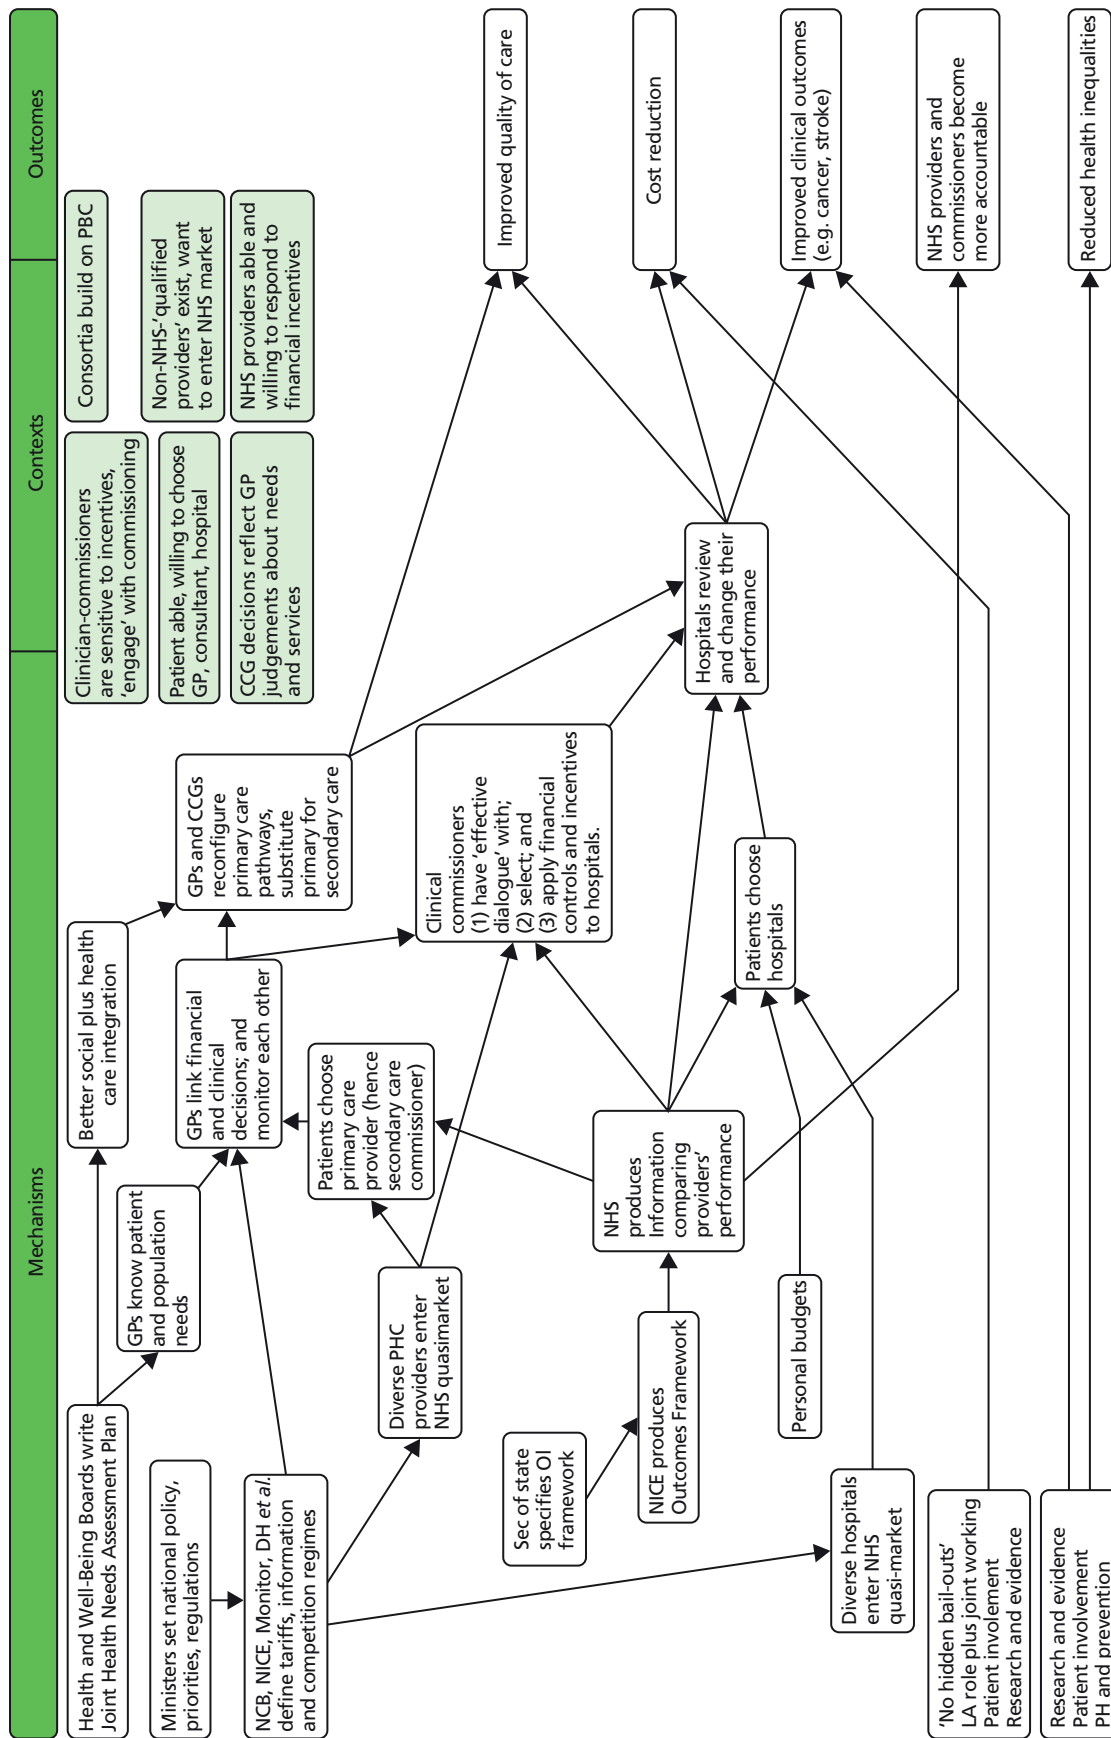 Mechanisms
Contexts
Outcomes
Health and Well-Being Boards write
Joint Health Needs Assessment Plan
Ministers set national policy,
priorities, regulations
NCB, NICE, Monitor, DH et al.
define tariffs, information
and competition regimes
GPs know patient
and population
needs
Better social plus health
care integration
GPs link financial
and clinical
decisions; and
monitor each other
Patients choose
primary care
provider (hence
secondary care
commissioner)
Diverse PHC
providers enter
NHS quasimarket
Sec of state
specifies OI
framework
NICE produces
Outcomes Framework
NHS
produces
Information
comparing
providers'
performance
Personal budgets
Diverse hospitals
enter NHS
quasi-market
'No hidden bail-outs'
LA role plus joint working
Patient involement
Research and evidence
Research and evidence
Patient involvement
PH and prevention
GPs and CCGs
reconfigure
primary care
pathways,
substitute
primary for
secondary care
Clinical
commissioners
(1) have 'effective
dialogue' with;
(2) select; and
(3) apply financial
controls and incentives
to hospitals.
Patients choose
hospitals
Hospitals review
and change their
performance
Clinician-commissioners
are sensitive to incentives,
'engage' with commissioning
Patient able, willing to choose
GP, consultant, hospital
CCG decisions reflect GP
judgements about needs
and services
Consortia build on PBC
Non-NHS-'qualified
providers' exist, want
to enter NHS market
NHS providers able and
willing to respond to
financial incentives
Improved quality of care
Cost reduction
Improved clinical outcomes
(e.g. cancer, stroke)
NHS providers and
commissioners become
more accountable
Reduced health inequalities